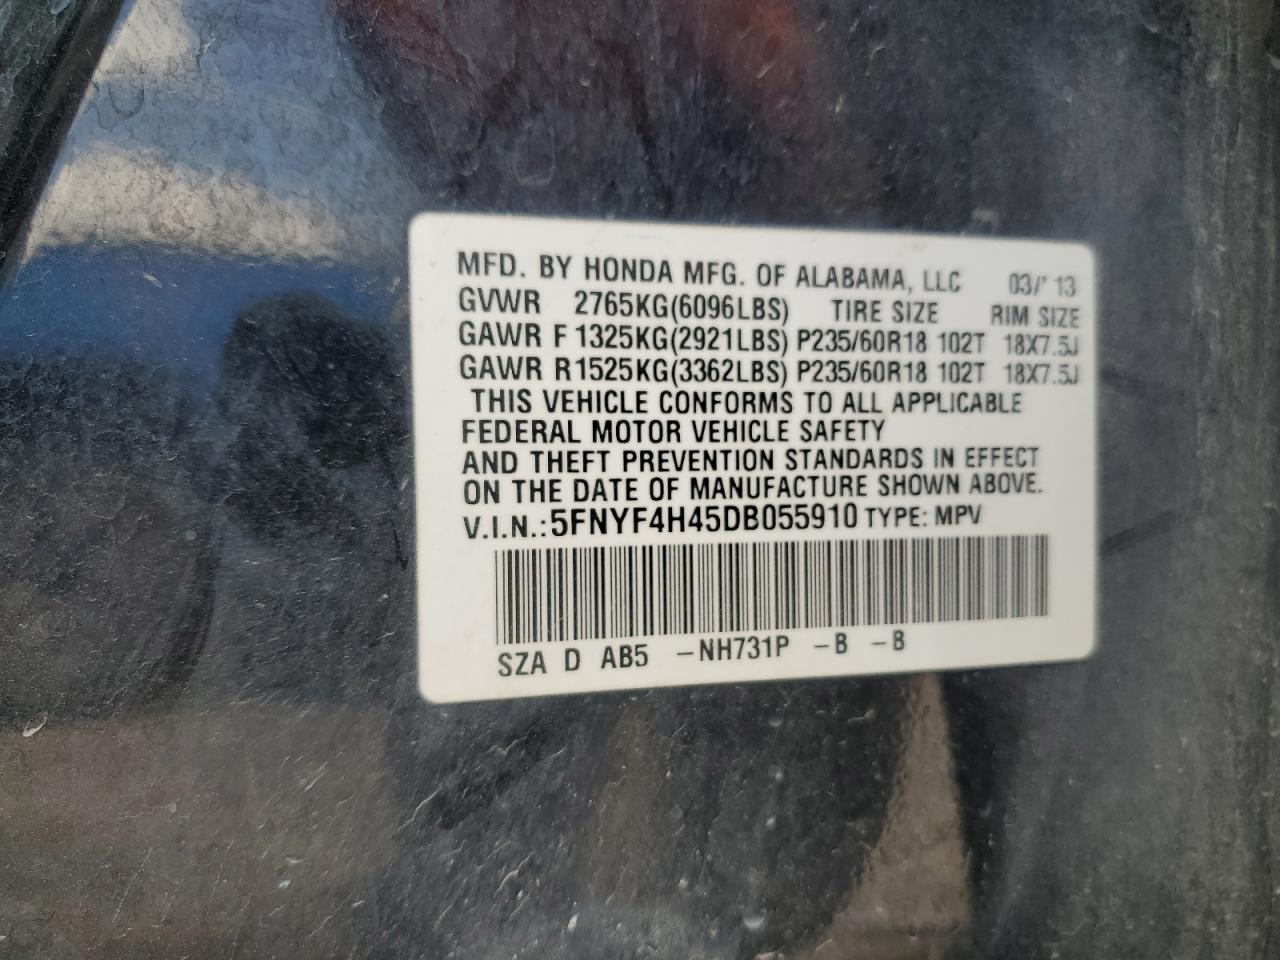 MFD. BY HONDA MFG. OF ALABAMA, LLC 03/'13
GVWR 2765KG(6096LBS) TIRE SIZE RIM SIZE
GAWR F 1325KG(2921LBS) P235/60R18 102T 18X7.5J
GAWR R1525KG(3362LBS) P235/60R18 102T 18X7.5J
THIS VEHICLE CONFORMS TO ALL APPLICABLE
FEDERAL MOTOR VEHICLE SAFETY
AND THEFT PREVENTION STANDARDS IN EFFECT
ON THE DATE OF MANUFACTURE SHOWN ABOVE.
V.I.N.:5FNYF4H45DB055910 TYPE: MPV
SZA D AB5 -NH731P -B -B